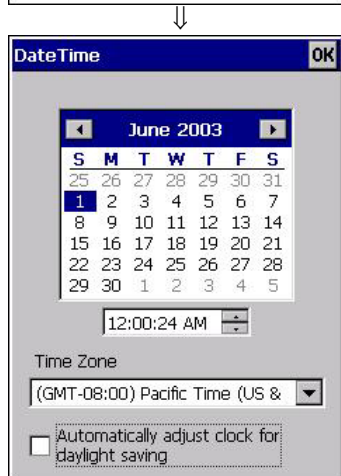 DateTime OK
June 2003
S M T W T F S
25 26 27 28 29 30 31
1 2 3 4 5 6 7
8 9 10 11 12 13 14
15 16 17 18 19 20 21
22 23 24 25 26 27 28
29 30 1 2 3 4 5
12:00:24 AM
Time Zone
(GMT-08:00) Pacific Time (US &
Automatically adjust clock for
daylight saving